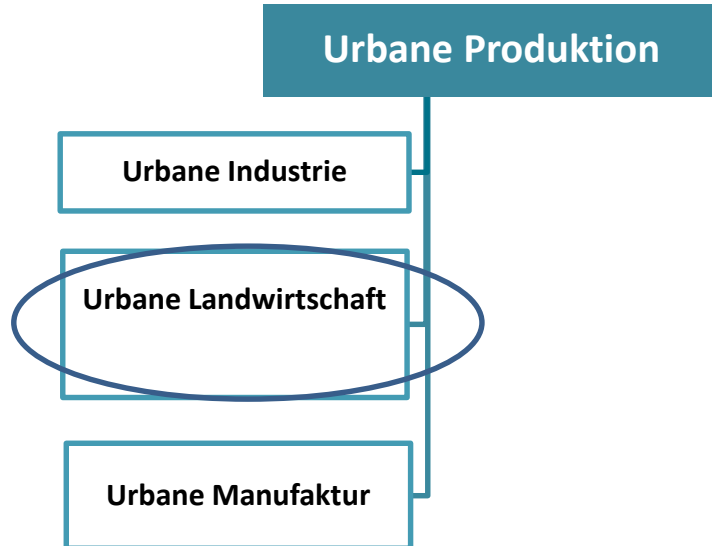 Urbane Produktion
Urbane Industrie
Urbane Landwirtschaft
Urbane Manufaktur